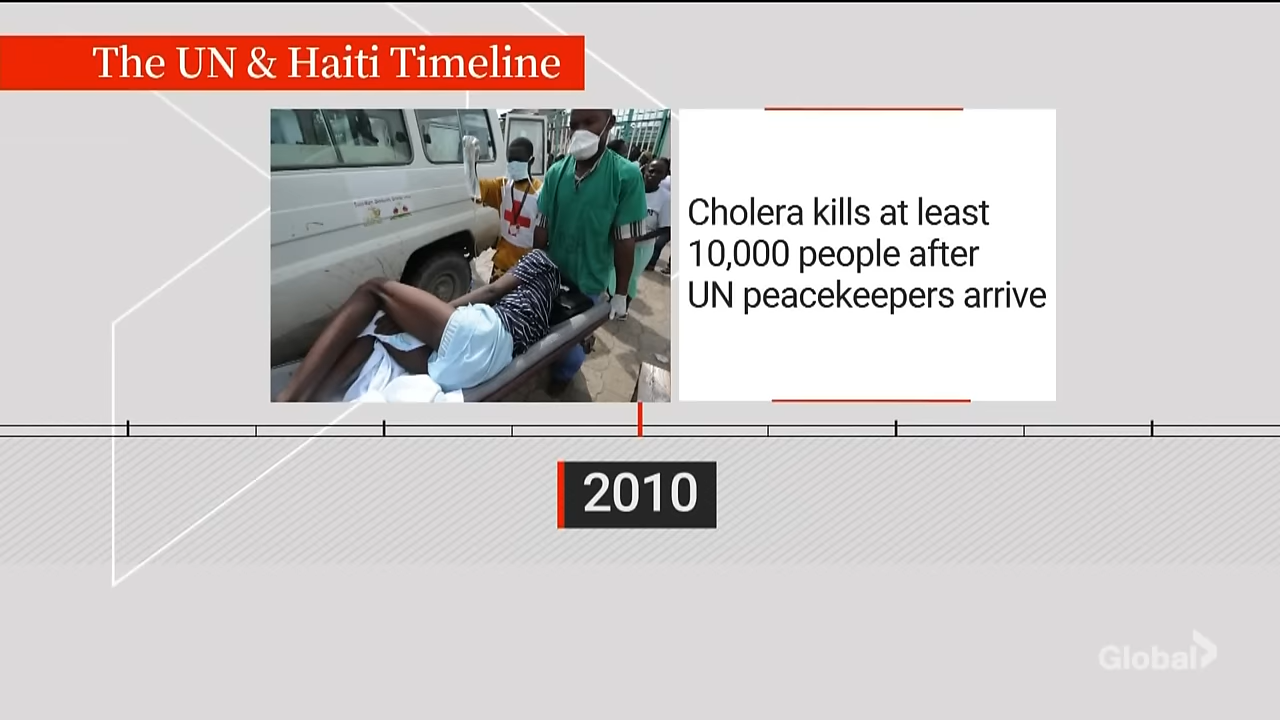 The UN & Haiti Timeline
Cholera kills at least
10,000 people after
UN peacekeepers arrive
2010
Global